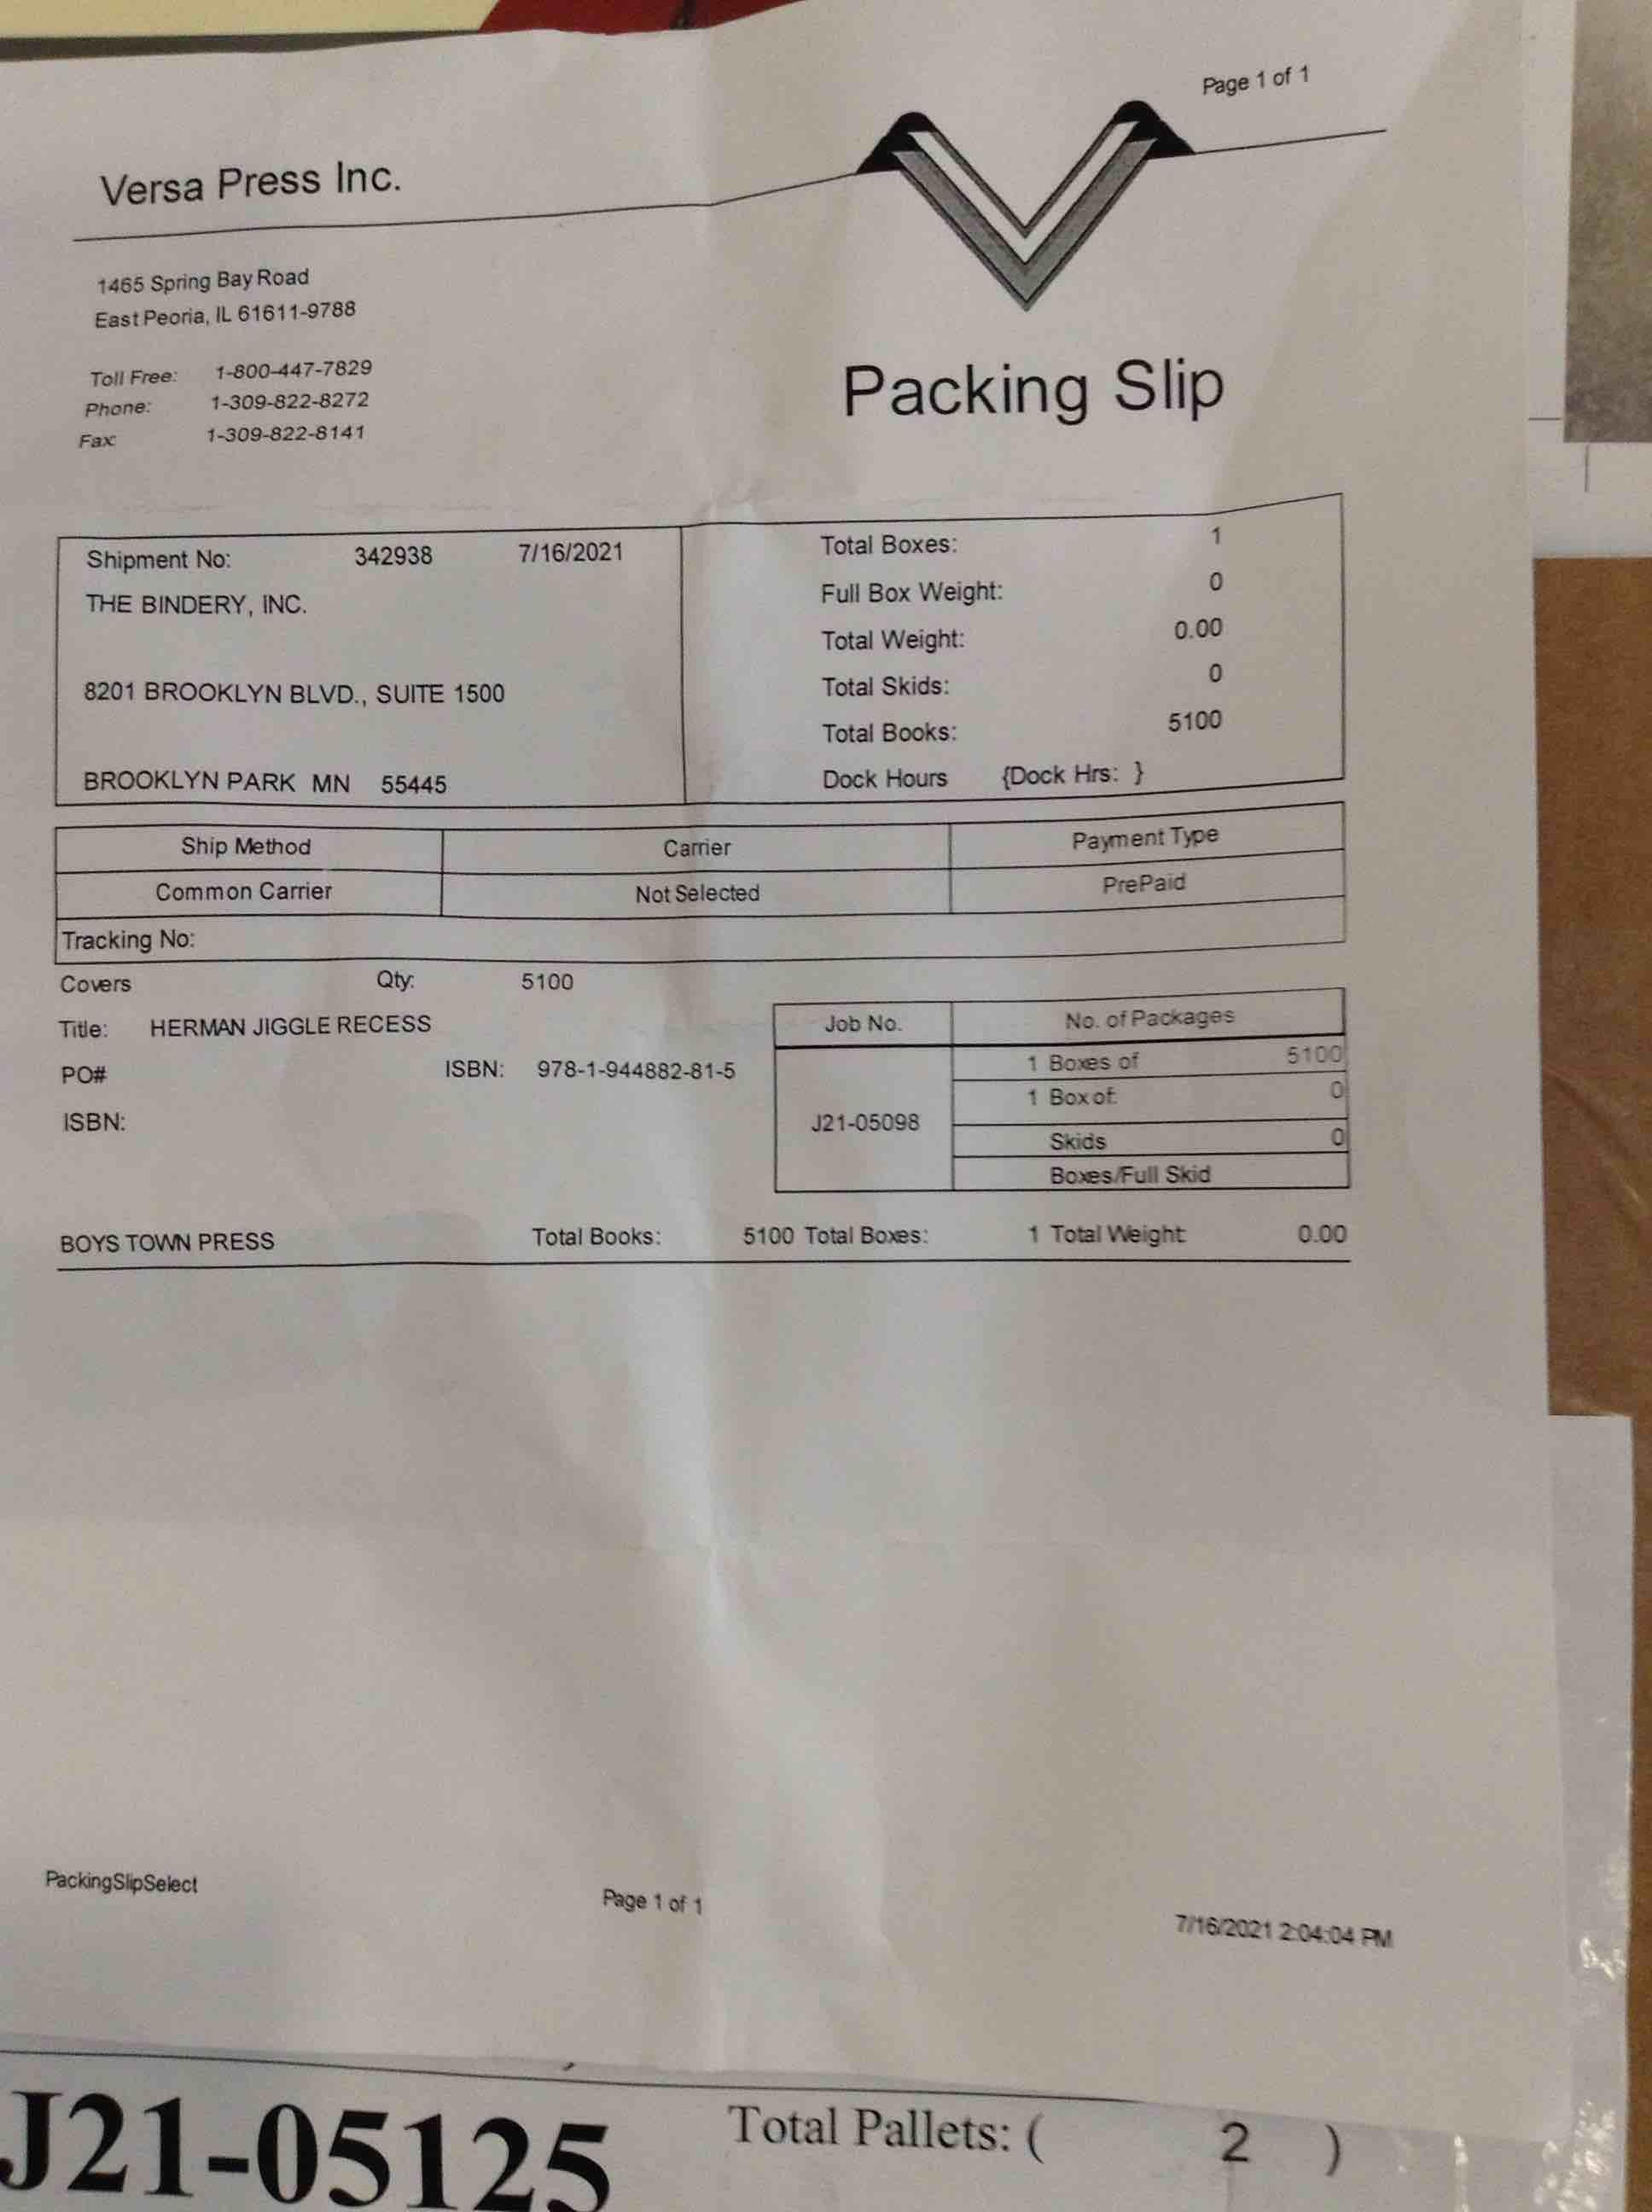 Page 1 of 1
Versa Press Inc.
1465 Spring Bay Road
East Peoria, IL 61611-9788
Toll Free: 1-800-447-7829
Phone: 1-309-822-8272
Fax: 1-309-822-8141
Packing Slip
Shipment No: 342938 7/16/2021
THE BINDERY, INC.
8201 BROOKLYN BLVD., SUITE 1500
BROOKLYN PARK MN 55445
Total Boxes: 1
Full Box Weight: 0
Total Weight: 0.00
Total Skids: 0
Total Books: 5100
Dock Hours {Dock Hrs: }
Ship Method Carrier Payment Type
Common Carrier Not Selected PrePaid
Tracking No:
Covers Qty: 5100
Title: HERMAN JIGGLE RECESS
PO# ISBN: 978-1-944882-81-5
ISBN:
Job No. No. of Packages
J21-05098
1 Boxes of 5100
1 Box of: 0
Skids 0
Boxes/Full Skid
BOYS TOWN PRESS Total Books: 5100 Total Boxes: 1 Total Weight: 0.00
PackingSlipSelect Page 1 of 1 7/16/2021 2:04:04 PM
J21-05125 Total Pallets: ( 2 )